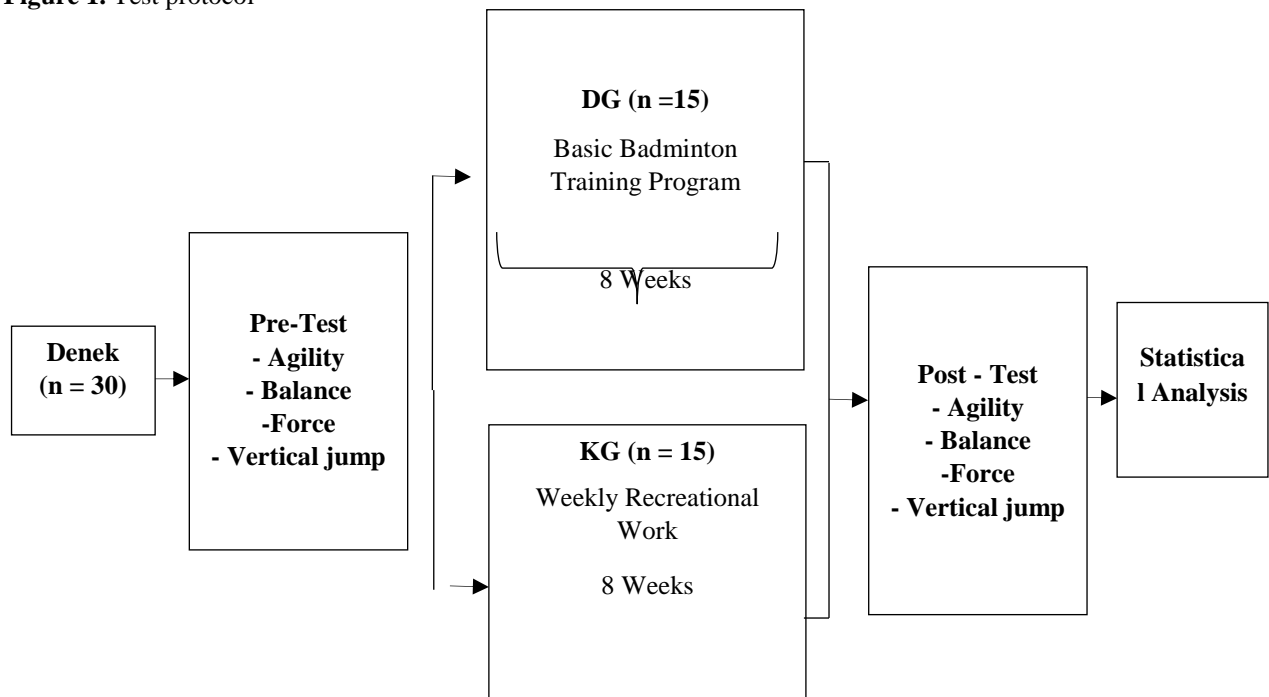 Figure 1. Test protocol
DG (n =15)
Basic Badminton
Training Program
8 Weeks
Denek
(n = 30)
Pre-Test
- Agility
- Balance
-Force
- Vertical jump
KG (n = 15)
Weekly Recreational
Work
8 Weeks
Post - Test
- Agility
- Balance
-Force
- Vertical jump
Statistica
l Analysis